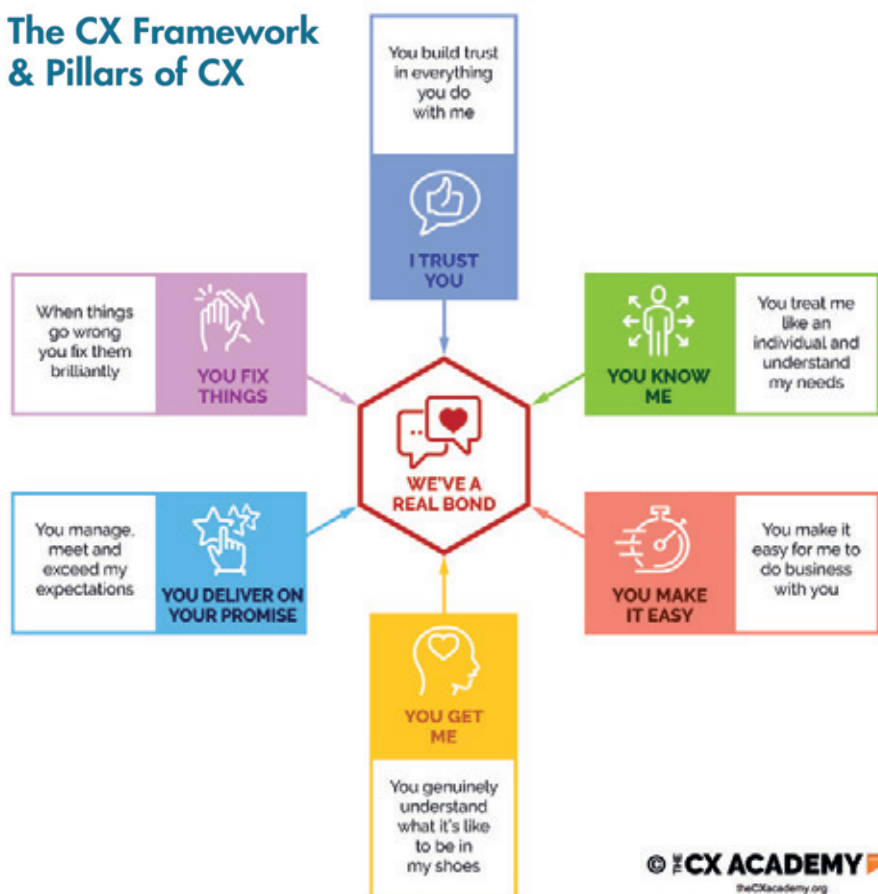 The CX Framework
& Pillars of CX
You build trust
in everything
you do
with me
I TRUST
YOU
When things
go wrong
you fix them
brilliantly
YOU FIX
THINGS
YOU KNOW
ME
You treat me
like an
individual and
understand
my needs
WE'VE A
REAL BOND
You manage,
meet and
exceed my
expectations
YOU DELIVER ON
YOUR PROMISE
YOU MAKE
IT EASY
You make it
easy for me to
do business
with you
YOU GET
ME
You genuinely
understand
what it's like
to be in
my shoes
© THE CX ACADEMY
theCXacademy.org